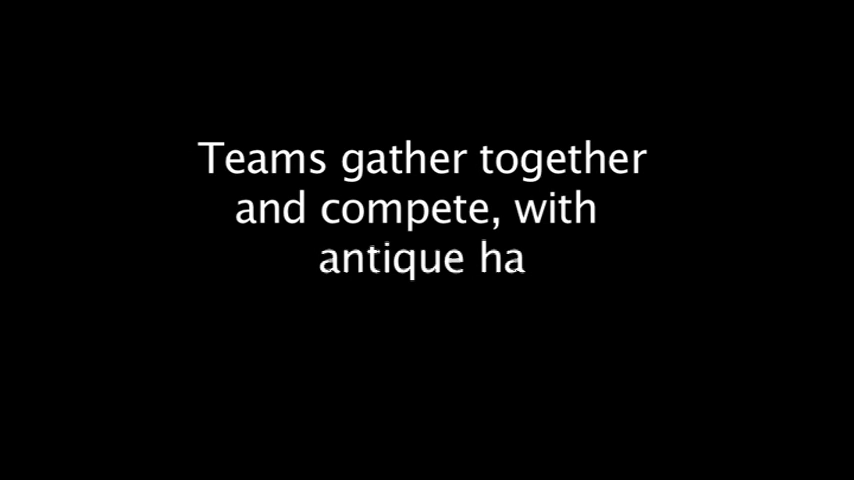 Teams gather together
and compete, with
antique ha